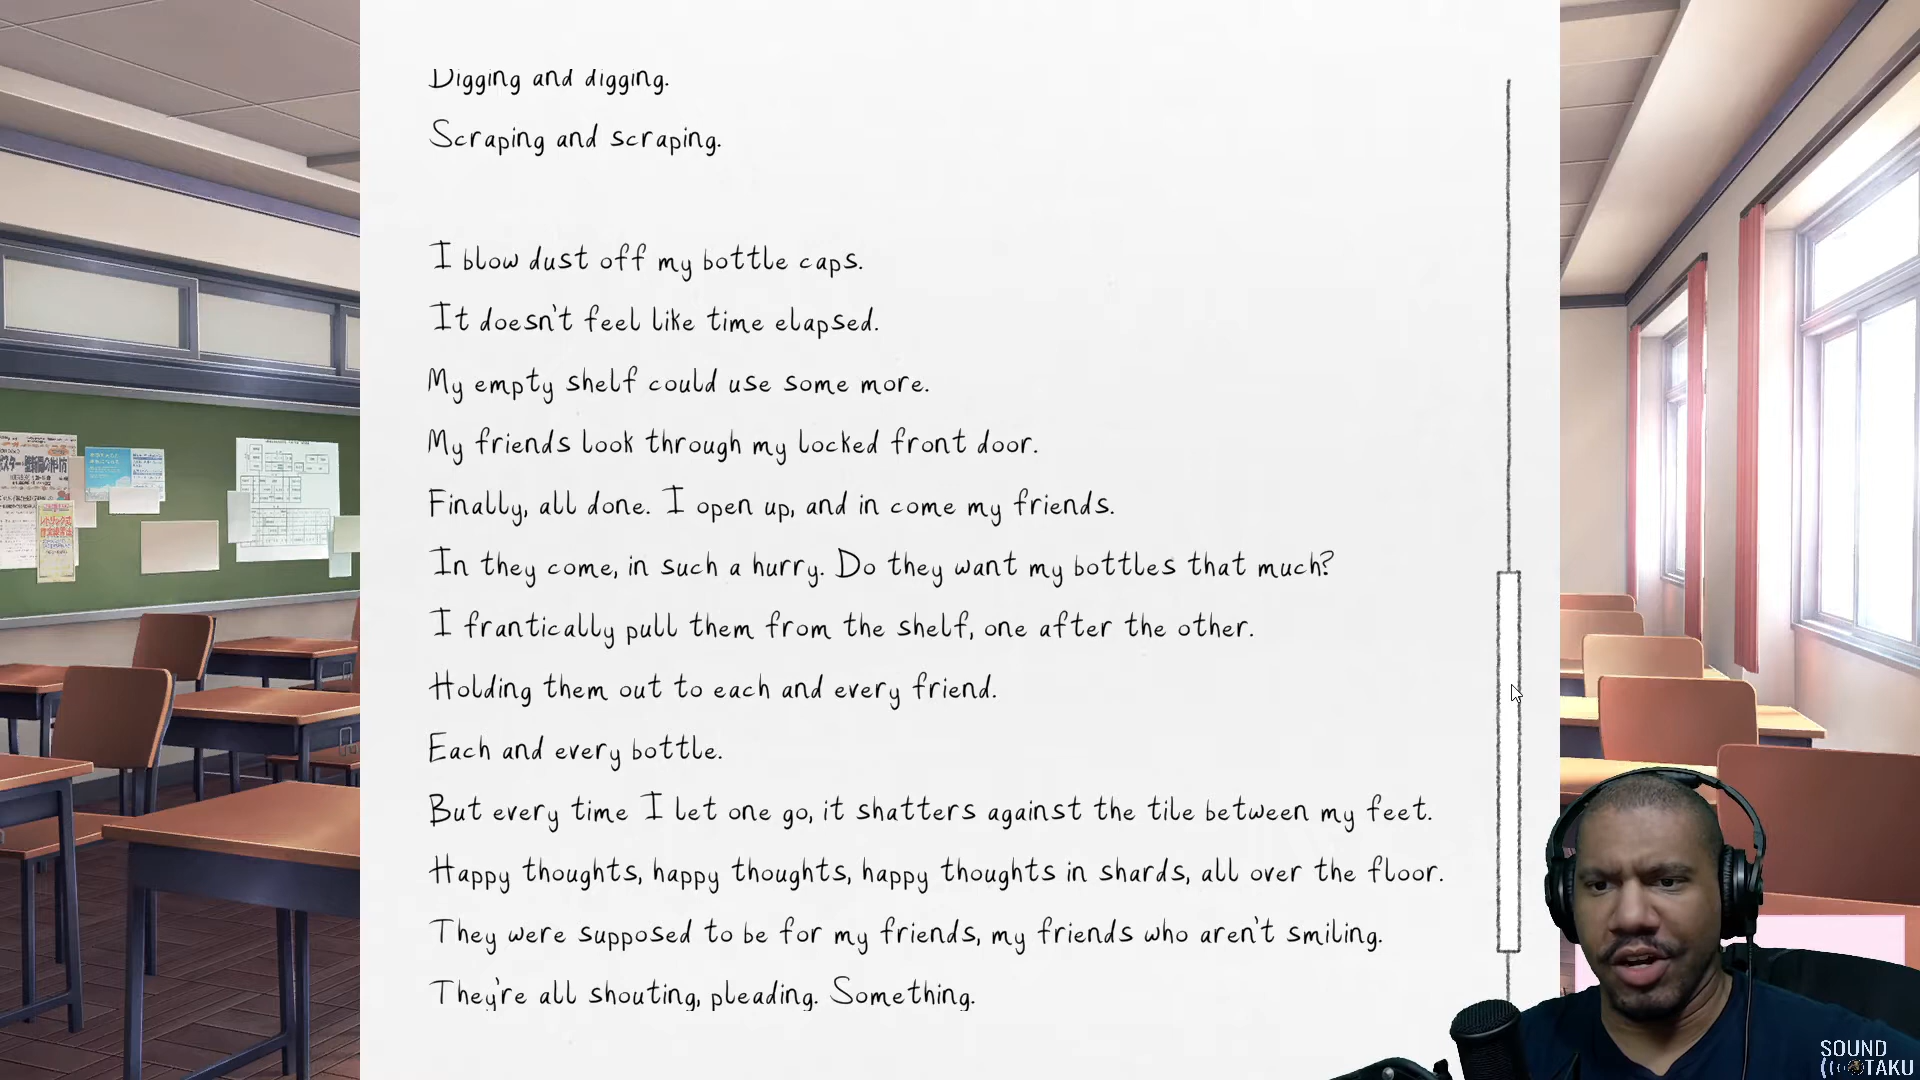 Digging and digging.
Scraping and scraping.
I blow dust off my bottle caps.
It doesn't feel like time elapsed.
My empty shelf could use some more.
My friends look through my locked front door.
Finally, all done. I open up, and in come my friends.
In they come, in such a hurry. Do they want my bottles that much?
I frantically pull them from the shelf, one after the other.
Holding them out to each and every friend.
Each and every bottle.
But every time I let one go, it shatters against the tile between my feet.
Happy thoughts, happy thoughts, happy thoughts in shards, all over the floor.
They were supposed to be for my friends, my friends who aren't smiling.
They're all shouting, pleading. Something.
SOUND
TAKU